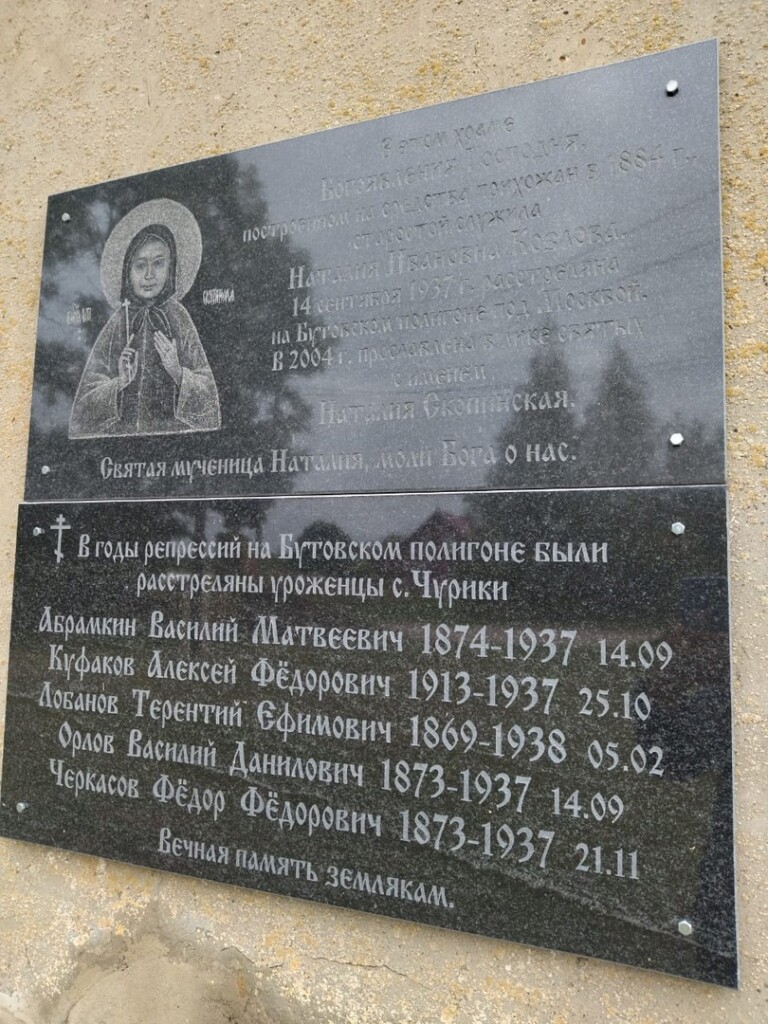 В этом храме
Богоявления Господня,
построенном на средства прихожан в 1884 г.,
старостой служила
Наталия Ивановна Козлова.
14 сентября 1937 г. расстреляна
на Бутовском полигоне под Москвой.
В 2004 г. прославлена в лике святых
с именем
Наталия Скопинская.
Святая мученица Наталия, моли Бога о нас.
В годы репрессий на Бутовском полигоне были
расстреляны уроженцы с. Чурики
Абрамкин Василий Матвеевич 1874-1937 14.09
Куфаков Алексей Фёдорович 1913-1937 25.10
Лобанов Терентий Ефимович 1869-1938 05.02
Орлов Василий Данилович 1873-1937 14.09
Черкасов Фёдор Фёдорович 1873-1937 21.11
Вечная память землякам.